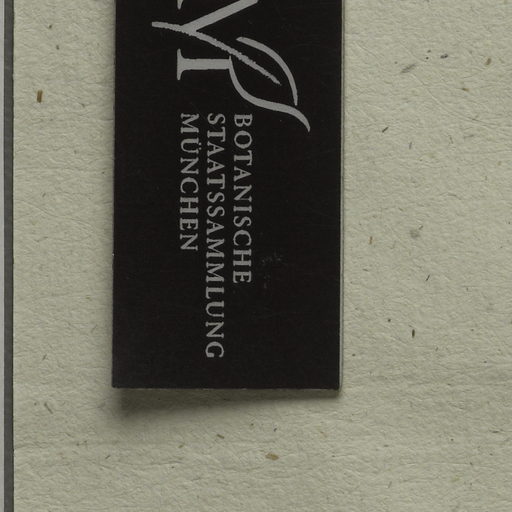 M
BOTANISCHE
STAATSSAMMLUNG
MÜNCHEN